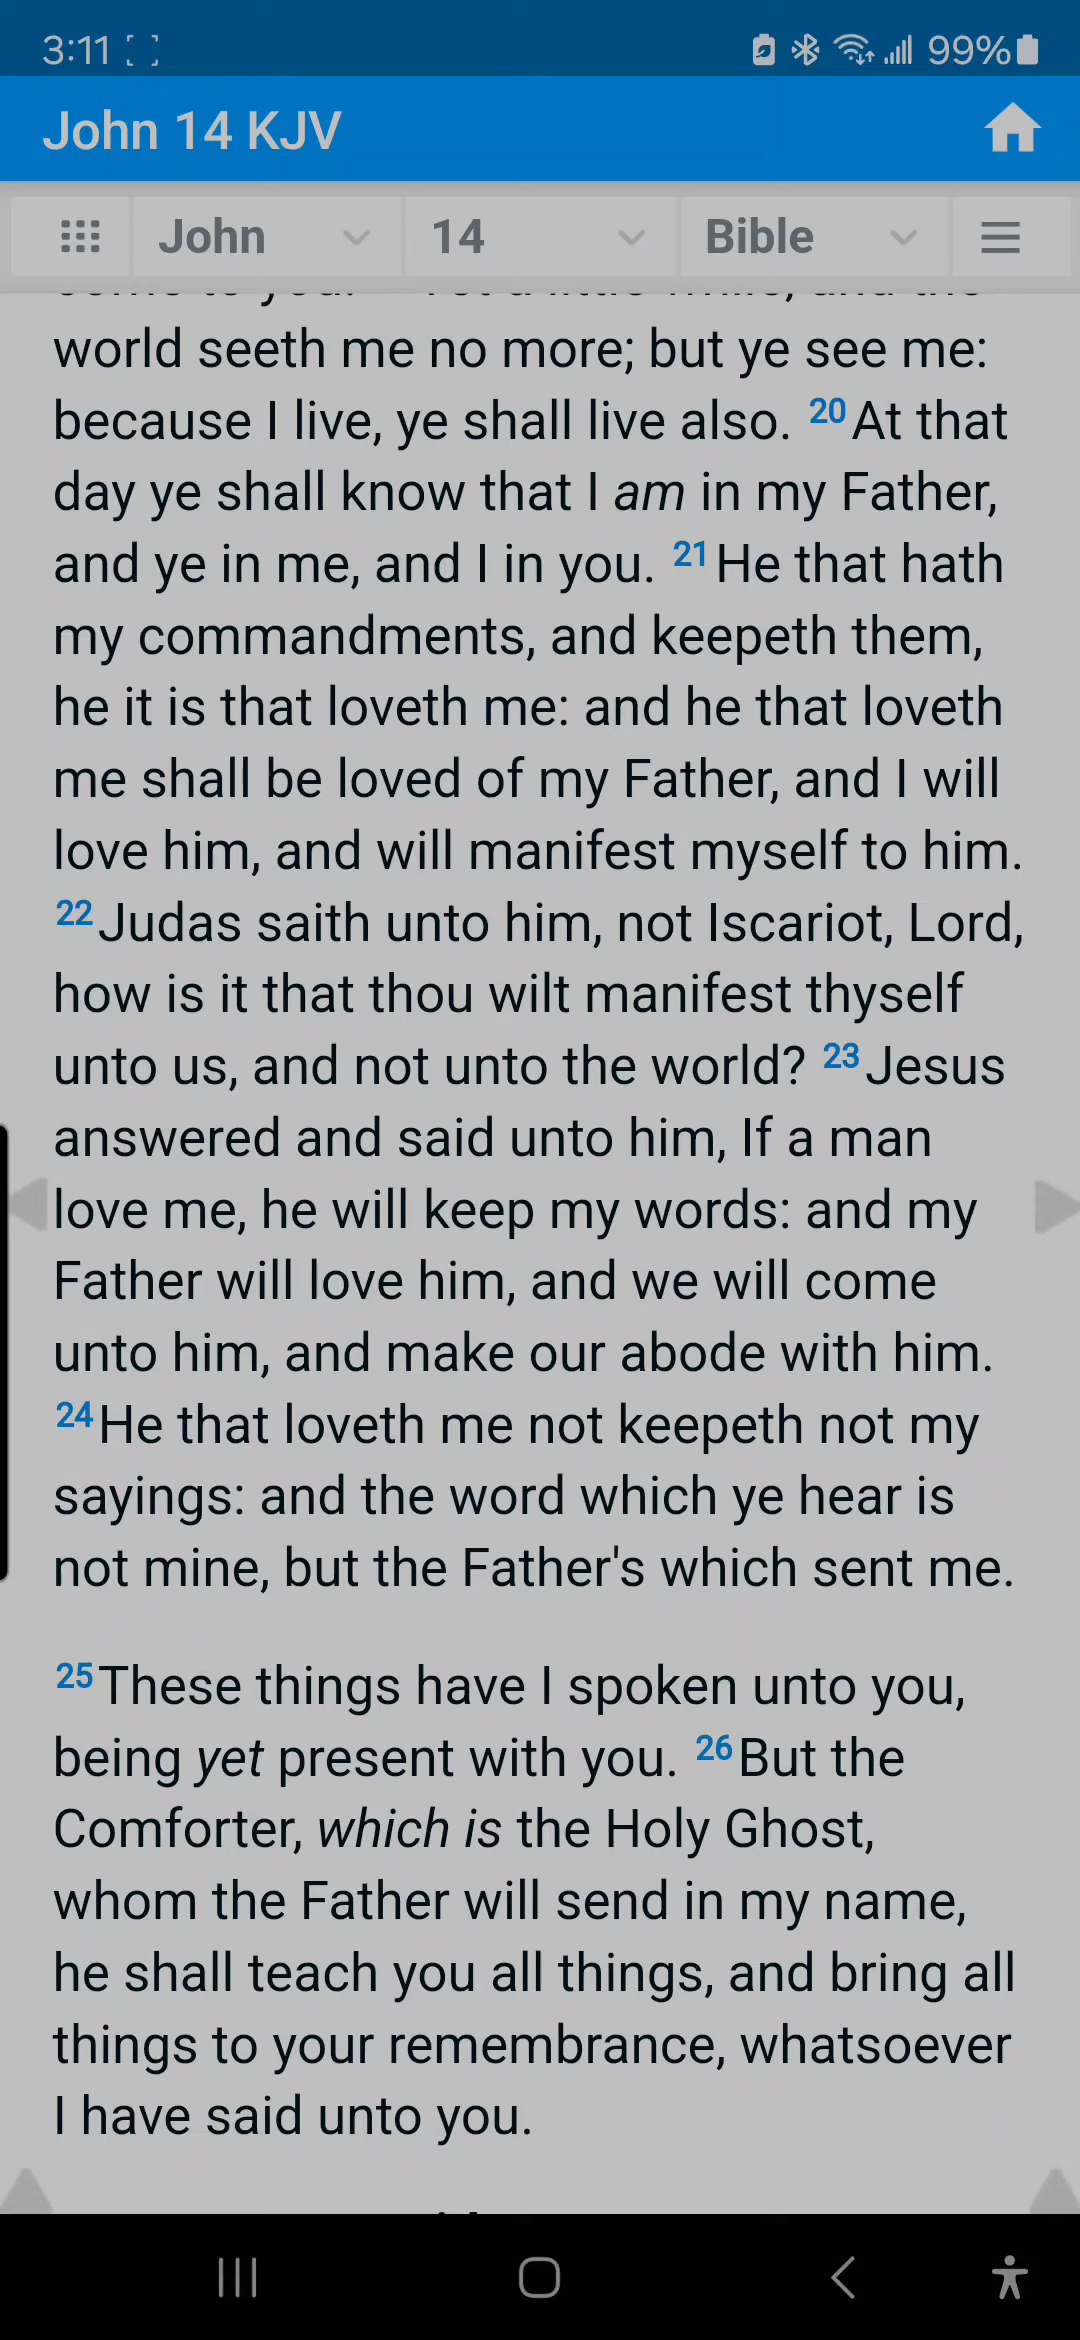 3:11 99%
John 14 KJV
John 14 Bible
world seeth me no more; but ye see me:
because I live, ye shall live also. 20 At that
day ye shall know that I am in my Father,
and ye in me, and I in you. 21 He that hath
my commandments, and keepeth them,
he it is that loveth me: and he that loveth
me shall be loved of my Father, and I will
love him, and will manifest myself to him.
22 Judas saith unto him, not Iscariot, Lord,
how is it that thou wilt manifest thyself
unto us, and not unto the world? 23 Jesus
answered and said unto him, If a man
love me, he will keep my words: and my
Father will love him, and we will come
unto him, and make our abode with him.
24 He that loveth me not keepeth not my
sayings: and the word which ye hear is
not mine, but the Father's which sent me.
25 These things have I spoken unto you,
being yet present with you. 26 But the
Comforter, which is the Holy Ghost,
whom the Father will send in my name,
he shall teach you all things, and bring all
things to your remembrance, whatsoever
I have said unto you.